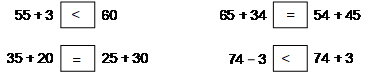 55 + 3 < 60 65 + 34 = 54 + 45
35 + 20 = 25 + 30 74 – 3 < 74 + 3